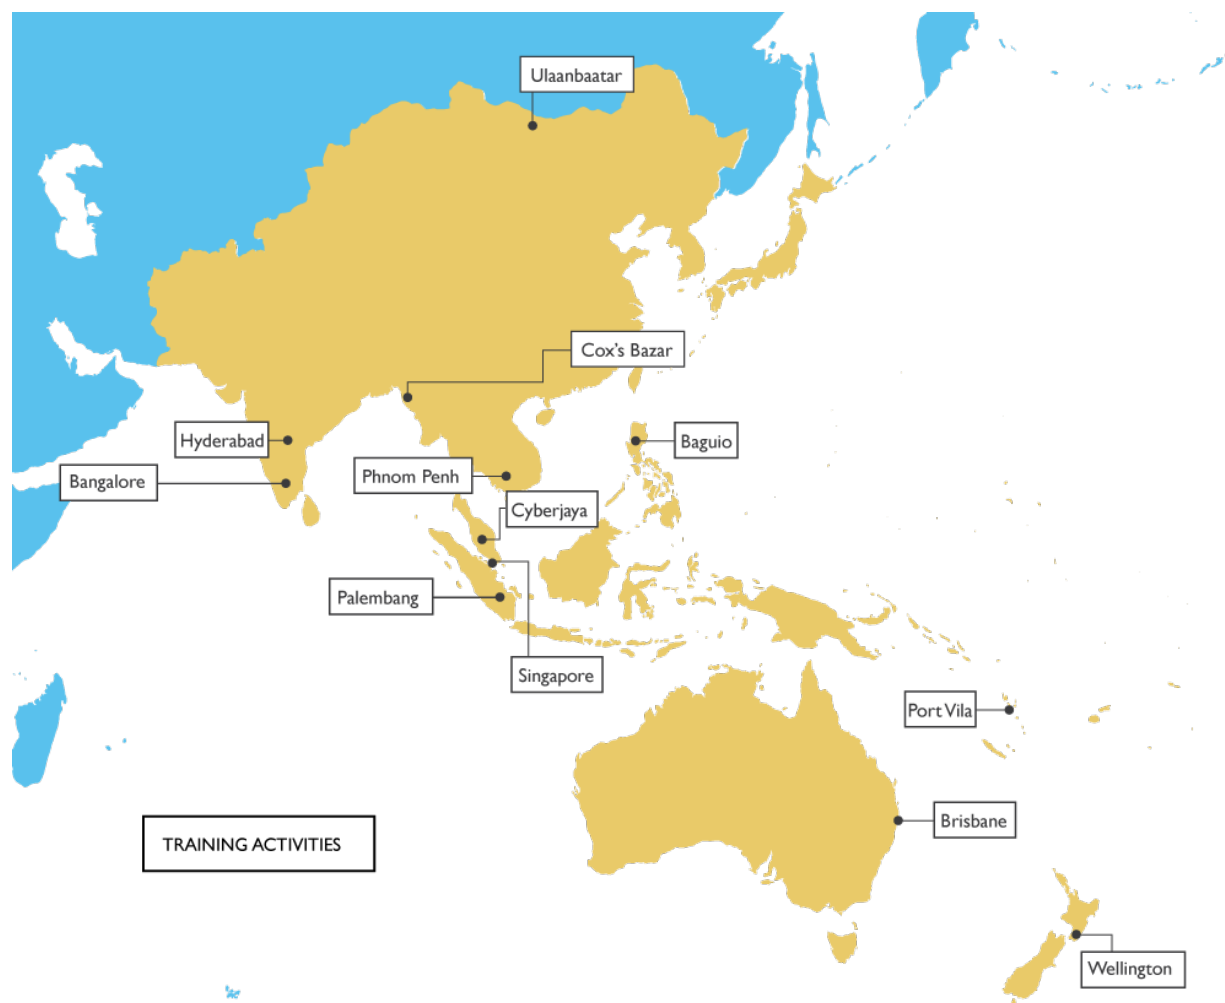 Ulaanbaatar
Cox's Bazar
Hyderabad
Baguio
Bangalore
Phnom Penh
Cyberjaya
Palembang
Singapore
Port Vila
Brisbane
TRAINING ACTIVITIES
Wellington